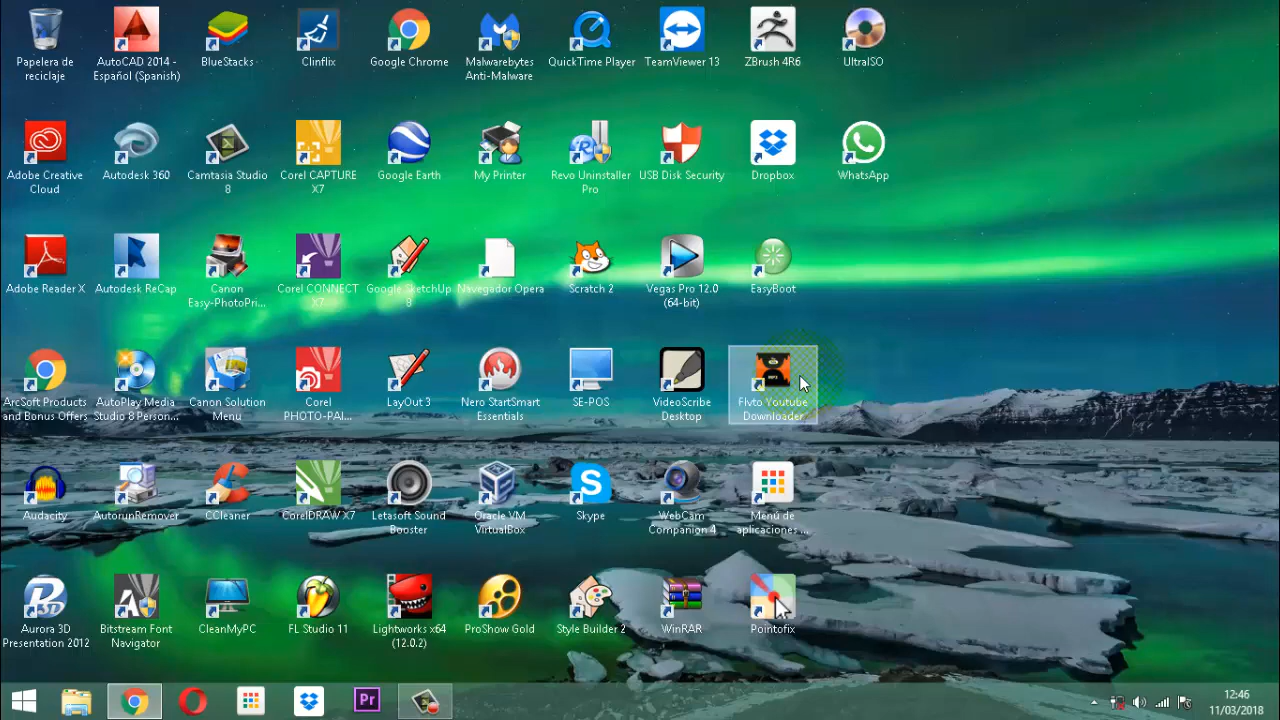 Papelera de
reciclaje
AutoCAD 2014 -
Español (Spanish)
BlueStacks
Clinflix
Google Chrome
Malwarebytes
Anti-Malware
QuickTime Player
TeamViewer 13
ZBrush 4R6
UltraISO
Adobe Creative
Cloud
Autodesk 360
Camtasia Studio
8
Corel CAPTURE
X7
Google Earth
My Printer
Revo Uninstaller
Pro
USB Disk Security
Dropbox
WhatsApp
Adobe Reader X
Autodesk ReCap
Canon
Easy-PhotoPri...
Corel CONNECT
X7
Google SketchUp
8
Navegador Opera
Scratch 2
Vegas Pro 12.0
(64-bit)
EasyBoot
ArcSoft Products
and Bonus Offers
AutoPlay Media
Studio 8 Person...
Canon Solution
Menu
Corel
PHOTO-PAI...
LayOut 3
Nero StartSmart
Essentials
SE-POS
VideoScribe
Desktop
Flvto Youtube
Downloader
Audacity
AutorunRemover
CCleaner
CorelDRAW X7
Letasoft Sound
Booster
Oracle VM
VirtualBox
Skype
WebCam
Companion 4
Menú de
aplicaciones ...
Aurora 3D
Presentation 2012
Bitstream Font
Navigator
CleanMyPC
FL Studio 11
Lightworks x64
(12.0.2)
ProShow Gold
Style Builder 2
WinRAR
Pointofix
Pr
12:46
11/03/2018